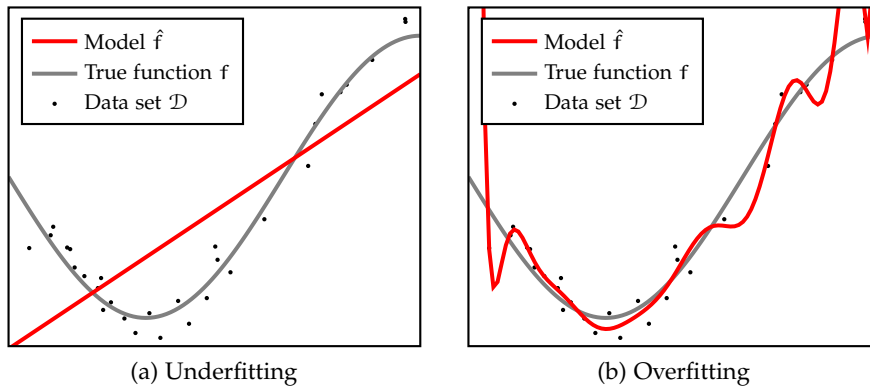 Model f̂
True function f
Data set 𝒟
(a) Underfitting
Model f̂
True function f
Data set 𝒟
(b) Overfitting